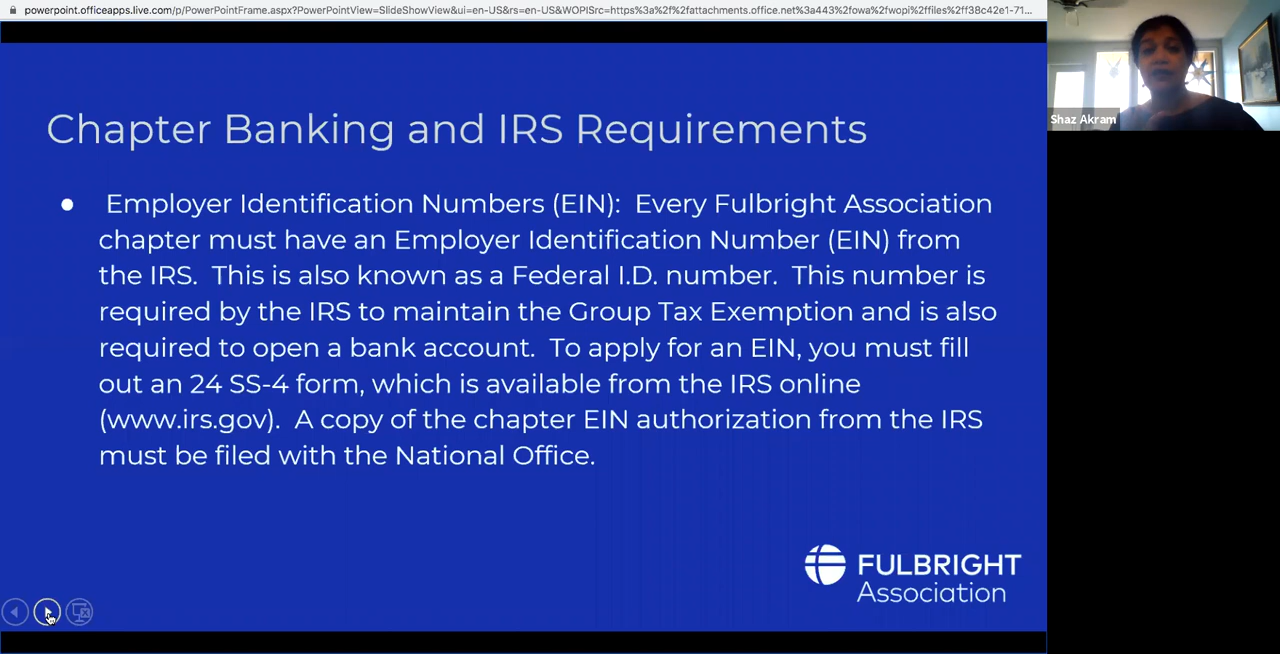 powerpoint.officeapps.live.com/p/PowerPointFrame.aspx?PowerPointView=SlideShowView&ui=en-US&rs=en-US&WOPISrc=https%3a%2f%2fattachments.office.net%3a443%2fowa%2fwopi%2ffiles%2ff38c42e1-71...
Shaz Akram
Chapter Banking and IRS Requirements
● Employer Identification Numbers (EIN): Every Fulbright Association
chapter must have an Employer Identification Number (EIN) from
the IRS. This is also known as a Federal I.D. number. This number is
required by the IRS to maintain the Group Tax Exemption and is also
required to open a bank account. To apply for an EIN, you must fill
out an 24 SS-4 form, which is available from the IRS online
(www.irs.gov). A copy of the chapter EIN authorization from the IRS
must be filed with the National Office.
FULBRIGHT
Association